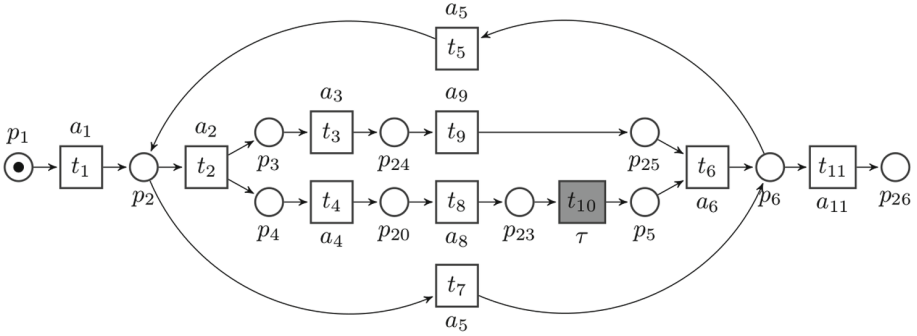 a5
t5
a3 a9
p1 a1 a2 t3 t9
p3 p24 p25
t1 t2 t6 t11
p2 p6 p26
t4 t8 t10 a6 a11
p4 a4 p20 a8 p23 τ p5
t7
a5